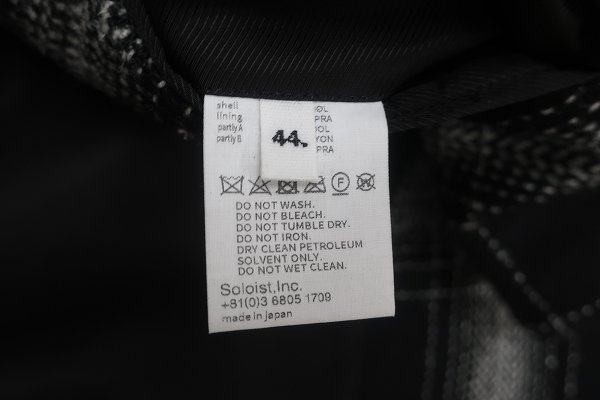 shell OL
lining PRA
partlyA OL
partlyB YON
PRA
44.
F W
DO NOT WASH.
DO NOT BLEACH.
DO NOT TUMBLE DRY.
DO NOT IRON.
DRY CLEAN PETROLEUM
SOLVENT ONLY.
DO NOT WET CLEAN.
Soloist,Inc.
+81(0)3 6805 1709
made in japan